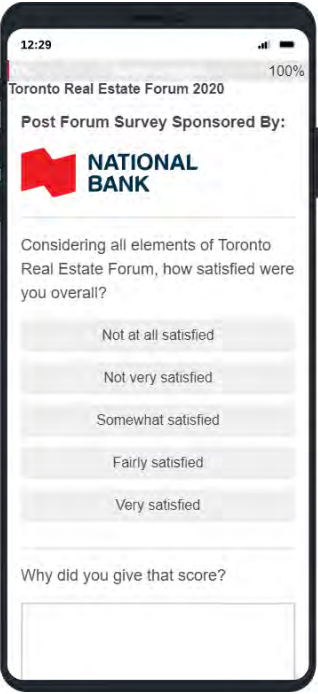 12:29
100%
Toronto Real Estate Forum 2020
Post Forum Survey Sponsored By:
NATIONAL
BANK
Considering all elements of Toronto
Real Estate Forum, how satisfied were
you overall?
Not at all satisfied
Not very satisfied
Somewhat satisfied
Fairly satisfied
Very satisfied
Why did you give that score?